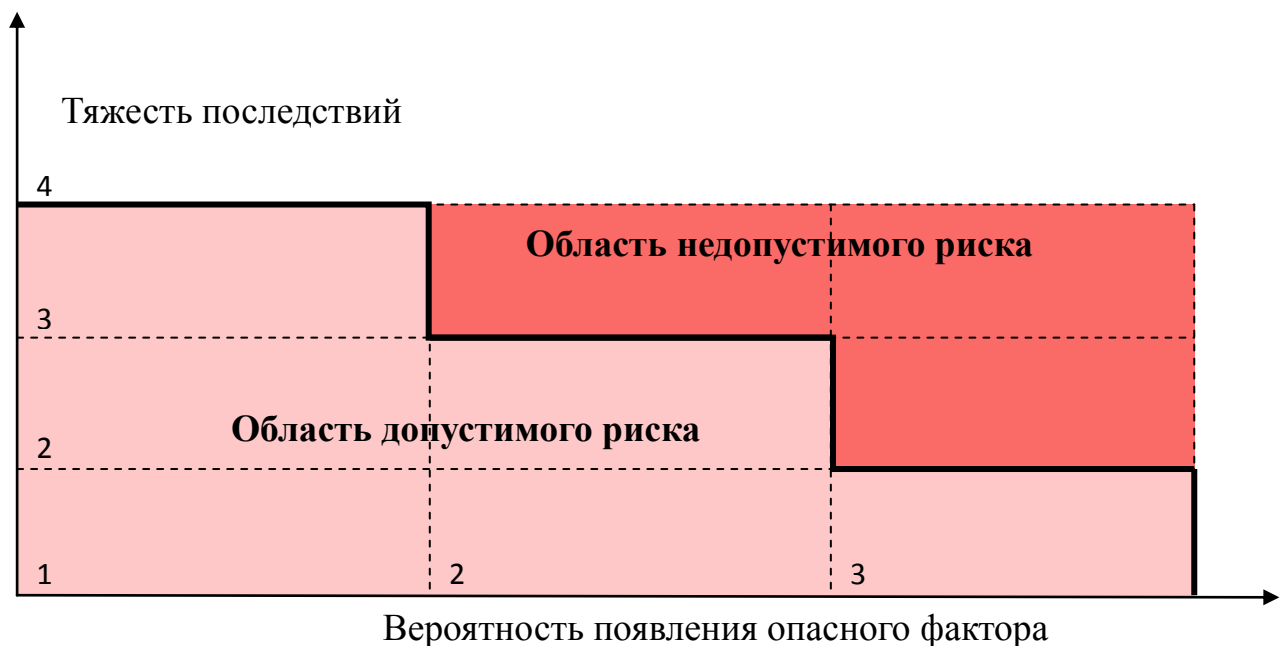 Тяжесть последствий
4
Область недопустимого риска
3
Область допустимого риска
2
1 2 3
Вероятность появления опасного фактора